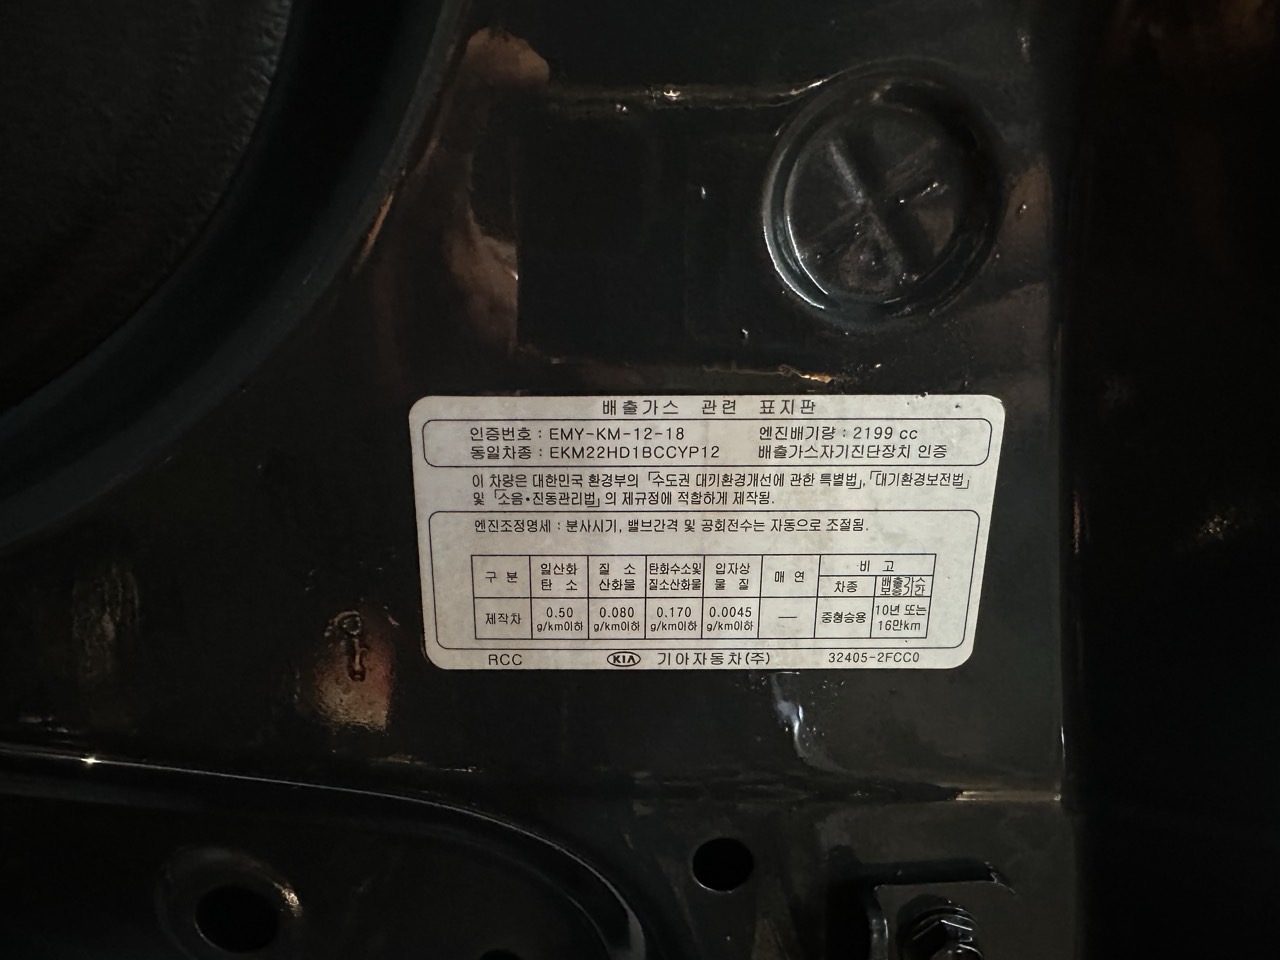 배출가스 관련 표지판
인증번호 : EMY-KM-12-18 엔진배기량 : 2199 cc
동일차종 : EKM22HD1BCCYP12 배출가스자기진단장치 인증
이 차량은 대한민국 환경부의 「수도권 대끼환경개선에 관한 특별법」, 「대기환경보전법」
및 「소음·진동관리법」의 제규정에 적합하게 제작됨.
엔진조정명세 : 분사시기, 밸브간격 및 공회전수는 자동으로 조절됨.
구 분 일산화 탄 소 질 소 산화물 탄화수소및 질소산화물 입자상 물 질 매 연 비 고
차종 배출가스 보증기간
제작차 0.50 g/km이하 0.080 g/km이하 0.170 g/km이하 0.0045 g/km이하 — 중형승용 10년 또는 16만km
RCC KIA 기아자동차(주) 32405-2FCC0